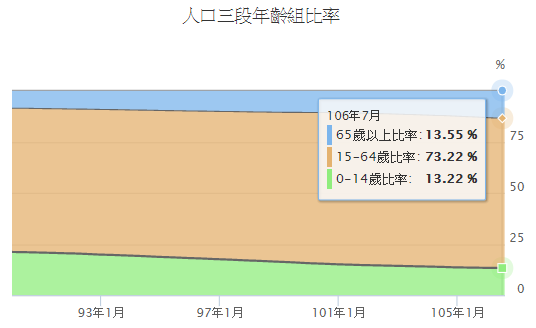 人口三段年齡組比率
%
106年7月
65歲以上比率: 13.55 %
15-64歲比率: 73.22 %
0-14歲比率: 13.22 %
75
50
25
0
93年1月
97年1月
101年1月
105年1月